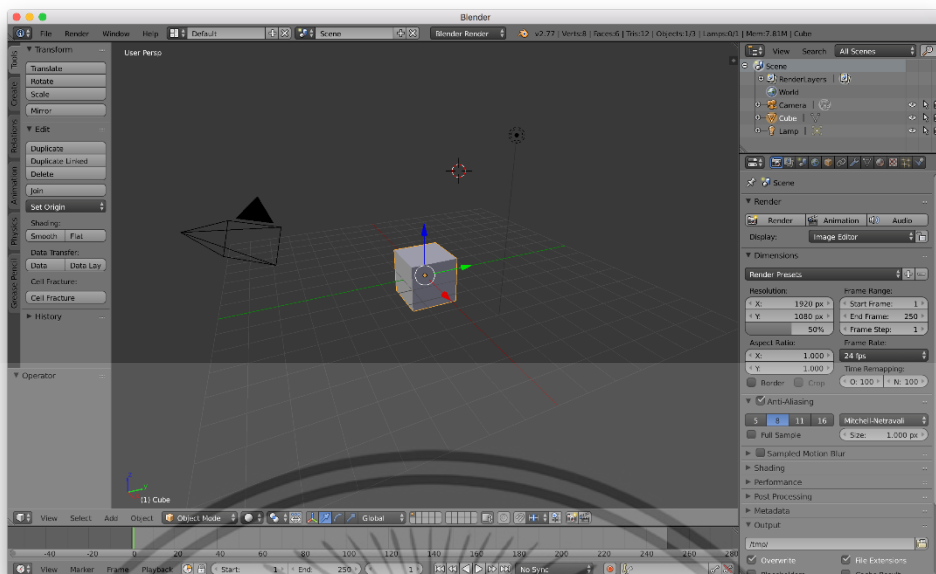 Blender
File Render Window Help Default Scene Blender Render v2.77 | Verts:8 | Faces:6 | Tris:12 | Objects:1/3 | Lamps:0/1 | Mem:7.81M | Cube
Tools
Create
Relations
Animation
Physics
Grease Pencil
Transform
Translate
Rotate
Scale
Mirror
Edit
Duplicate
Duplicate Linked
Delete
Join
Set Origin
Shading:
Smooth Flat
Data Transfer:
Data Data Lay
Cell Fracture:
Cell Fracture
History
Operator
User Persp
(1) Cube
View Select Add Object Object Mode Global
-40 -20 0 20 40 60 80 100 120 140 160 180 200 220 240 260 280
View Marker Frame Playback Start: 1 End: 250 1 No Sync
View Search All Scenes
Scene
RenderLayers |
World
Camera |
Cube |
Lamp |
Scene
Render
Render Animation Audio
Display: Image Editor
Dimensions
Render Presets
Resolution: Frame Range:
X: 1920 px Start Frame: 1
Y: 1080 px End Frame: 250
50% Frame Step: 1
Aspect Ratio: Frame Rate:
X: 1.000 24 fps
Y: 1.000 Time Remapping:
Render Crop O: 100 N: 100
Anti-Aliasing
5 8 11 16 Mitchell-Netravali
Full Sample Size: 1.000 px
Sampled Motion Blur
Shading
Performance
Post Processing
Metadata
Output
/tmp/
Overwrite File Extensions